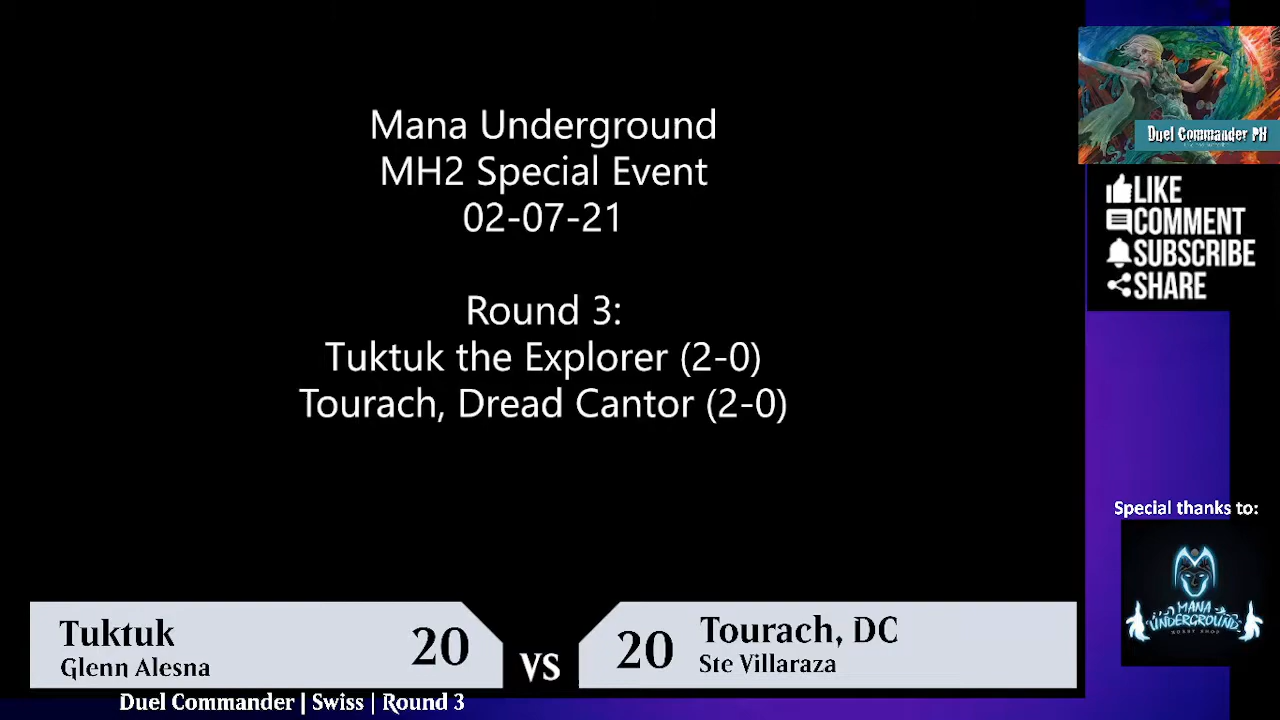 Mana Underground
MH2 Special Event
02-07-21
Round 3:
Tuktuk the Explorer (2-0)
Tourach, Dread Cantor (2-0)
Duel Commander PH
LIKE
COMMENT
SUBSCRIBE
SHARE
Special thanks to:
MANA
UNDERGROUND
HOBBY SHOP
Tuktuk
Glenn Alesna
20
VS
20
Tourach, DC
Ste Villaraza
Duel Commander | Swiss | Round 3